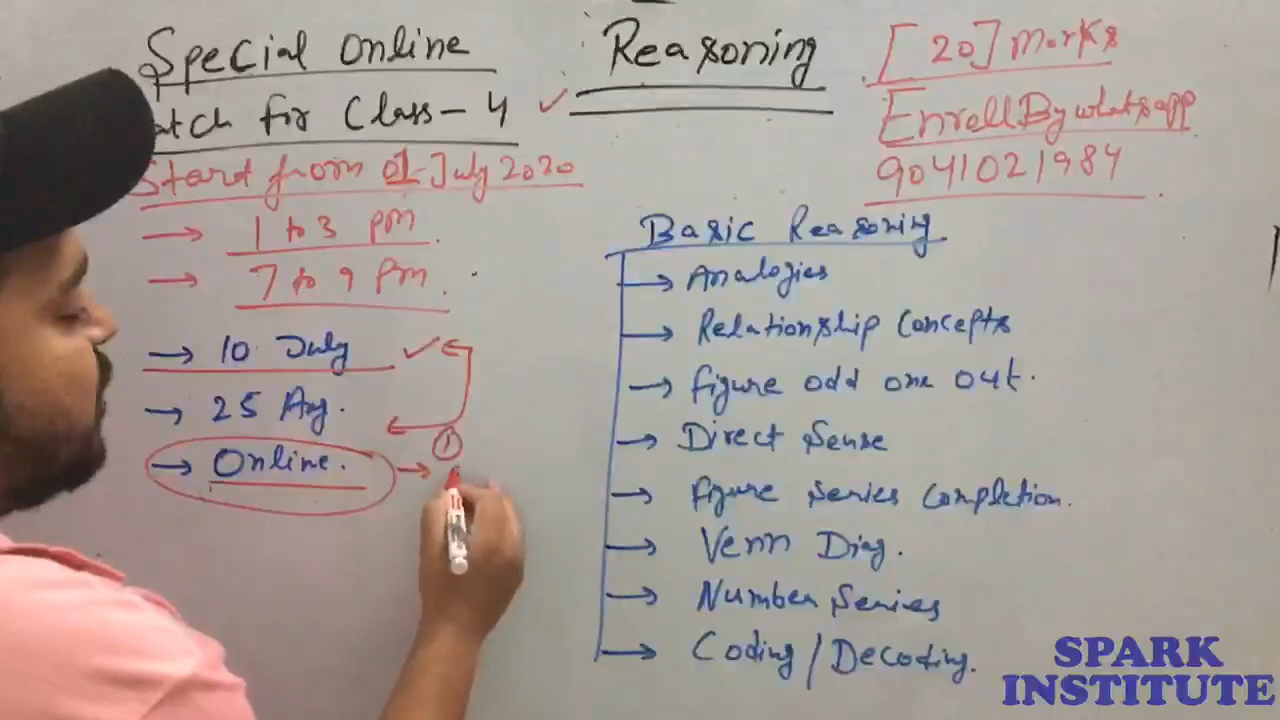 Special Online
atch for Class-4
Start from 01 July 2020
1 to 3 pm
7 to 9 Pm
10 July
25 Aug.
Online.
1
Reasoning
[20] Marks
Enroll By whatsapp
9041021984
Basic Reasoning
Analogies
Relationship Concepts
figure odd one out.
Direct Sense
figure series completion.
Venn Diag.
Number Series
Coding/Decoding.
SPARK
INSTITUTE